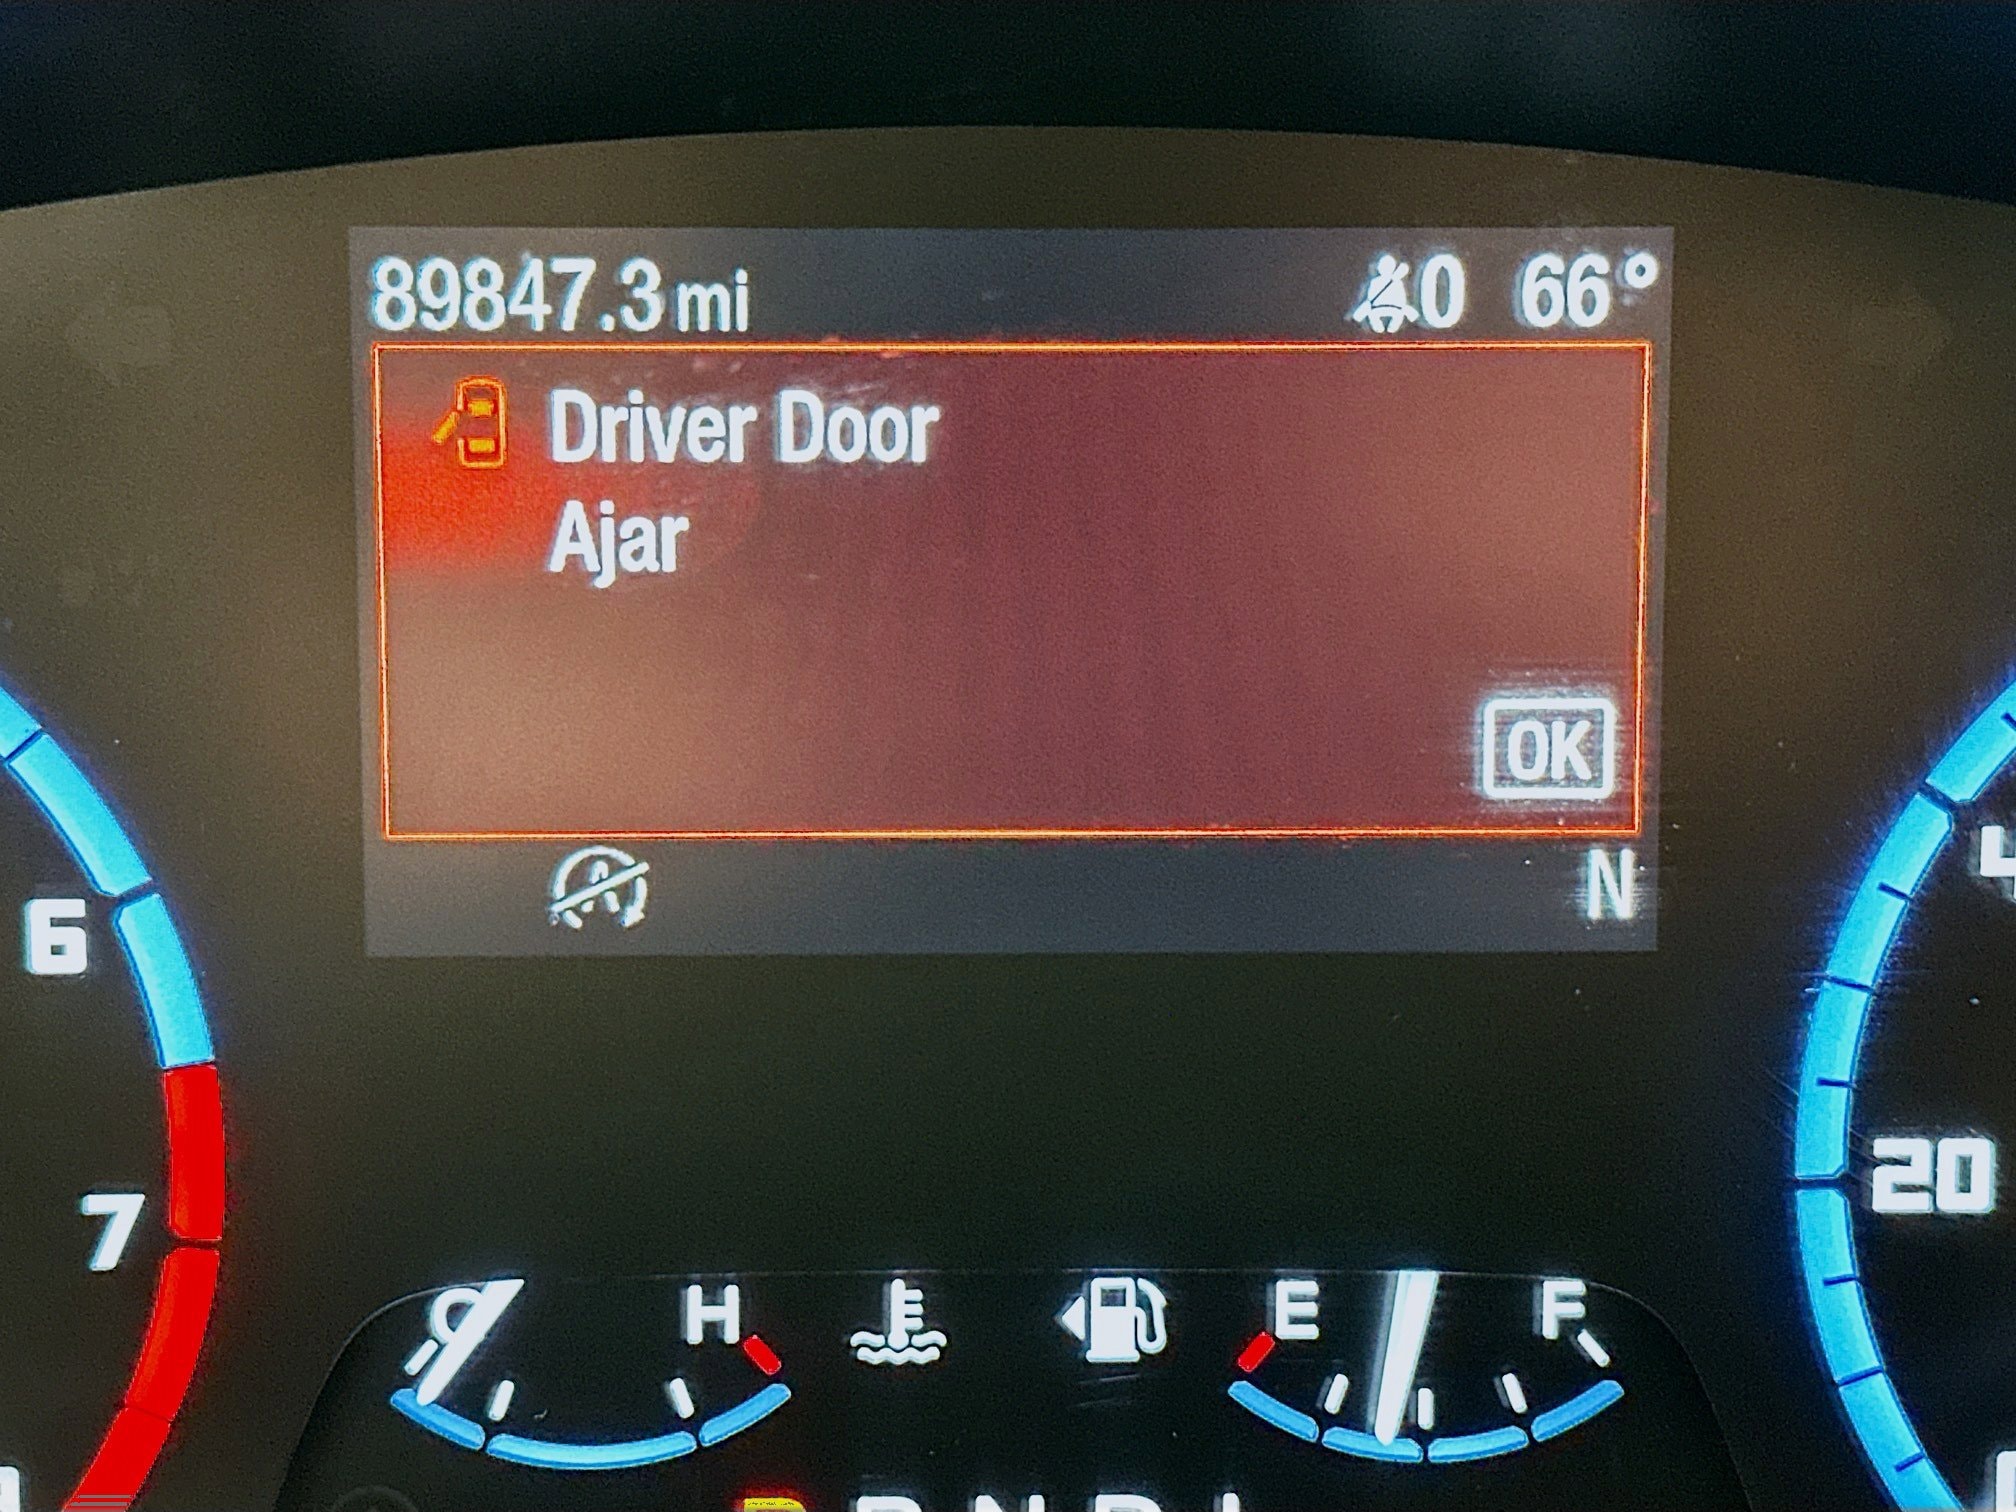 89847.3 mi 0 66°
Driver Door
Ajar
OK
N
6
7
20
C H E F